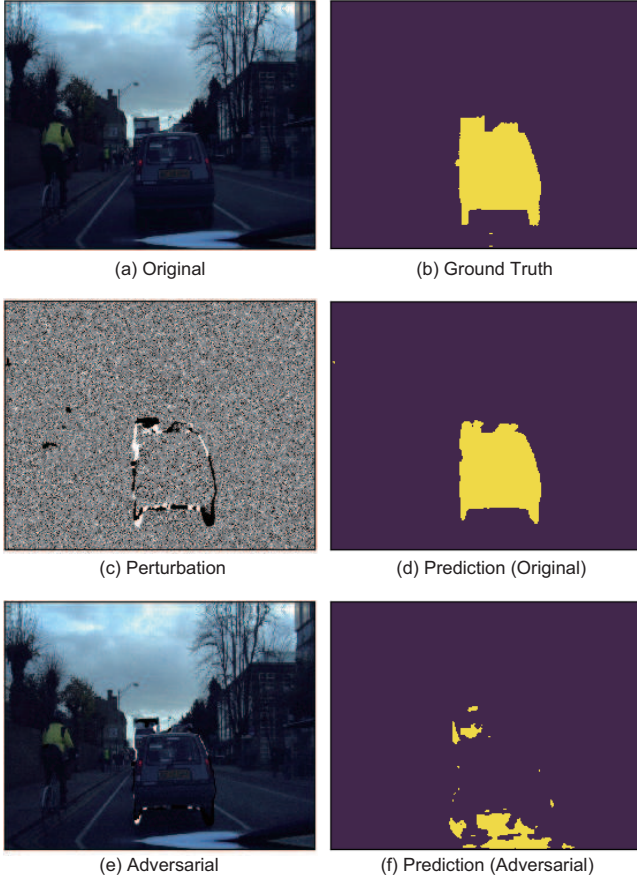 (a) Original
(b) Ground Truth
(c) Perturbation
(d) Prediction (Original)
(e) Adversarial
(f) Prediction (Adversarial)